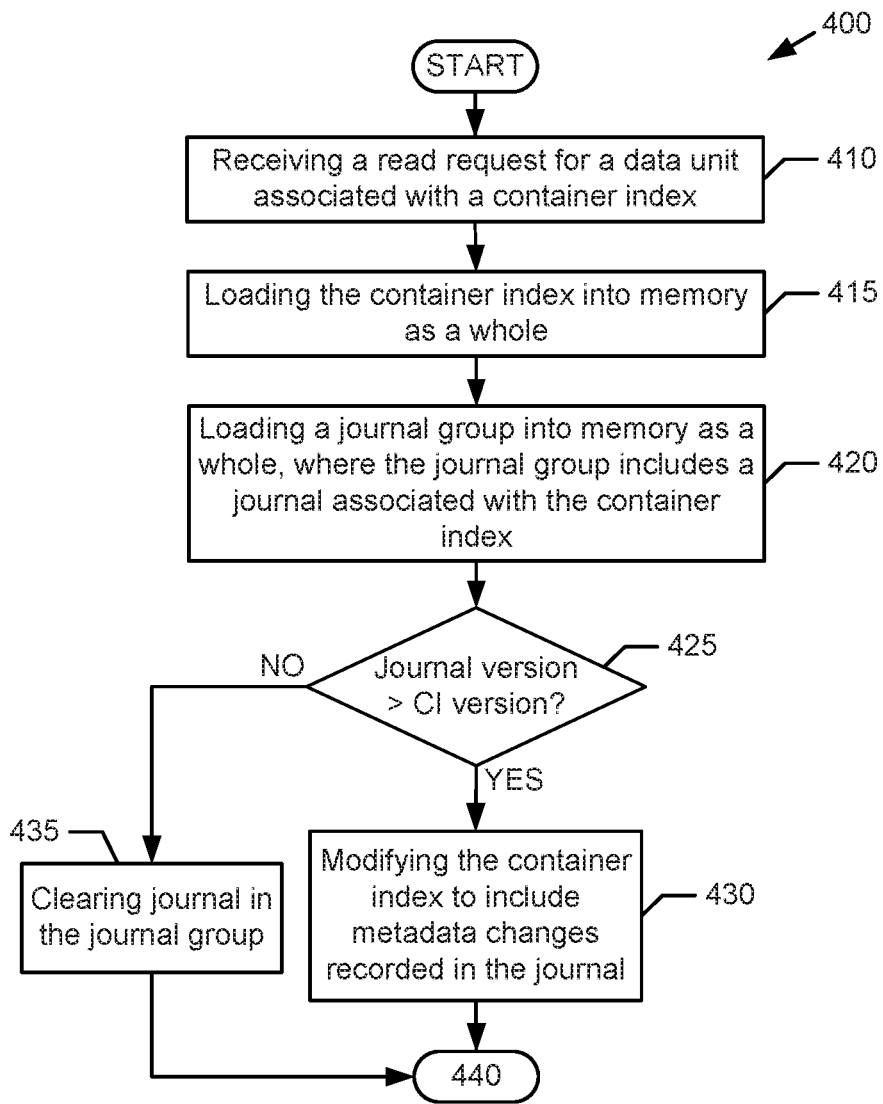 400
START
Receiving a read request for a data unit
associated with a container index
410
Loading the container index into memory
as a whole
415
Loading a journal group into memory as a
whole, where the journal group includes a
journal associated with the container
index
420
Journal version
> CI version?
425
NO
YES
435
Clearing journal in
the journal group
Modifying the container
index to include
metadata changes
recorded in the journal
430
440